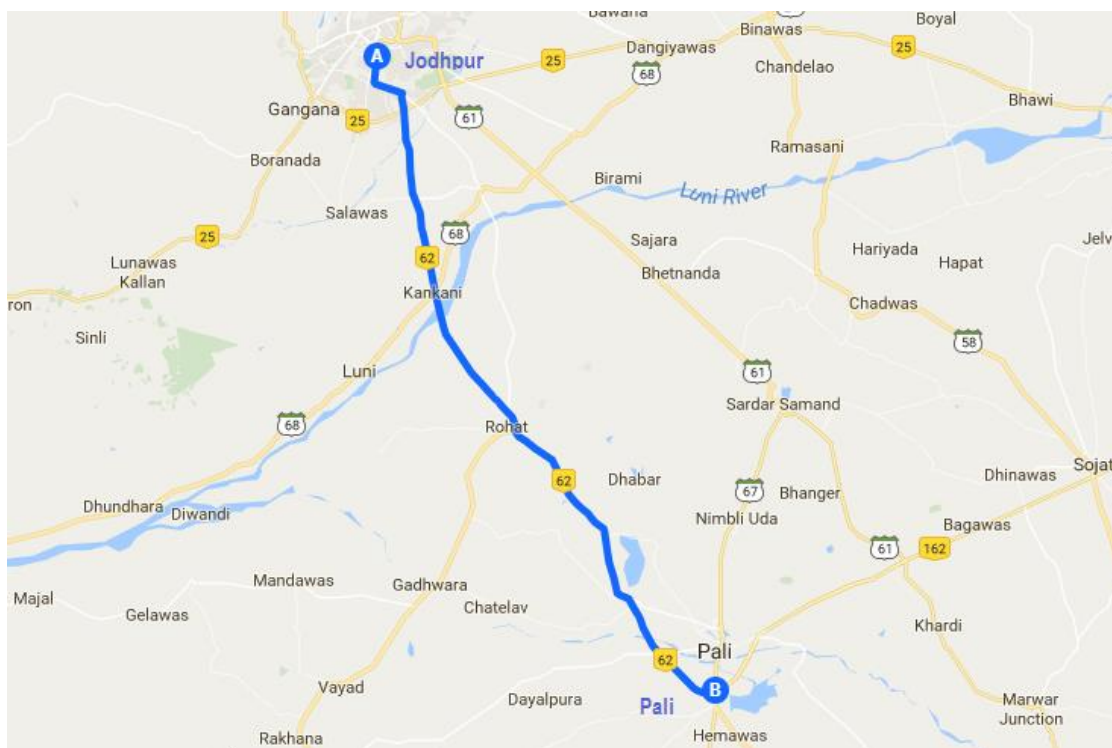 Bawana
Boyal
Binawas
A
Jodhpur
Dangiyawas
25
25
68
Chandelao
Gangana
25
61
Bhawi
Boranada
Ramasani
Birami
Luni River
Salawas
25
68
Sajara
Hariyada
Jelv
62
Lunawas
Kallan
Bhetnanda
Hapat
Kankani
ron
Chadwas
Sinli
58
Luni
61
Sardar Samand
68
Rohat
Sojat
62
Dhabar
Dhinawas
67
Bhanger
Dhundhara
Diwandi
Nimbli Uda
Bagawas
61
162
Mandawas
Gadhwara
Majal
Gelawas
Chatelav
Khardi
Pali
62
Vayad
B
Dayalpura
Pali
Marwar
Junction
Rakhana
Hemawas